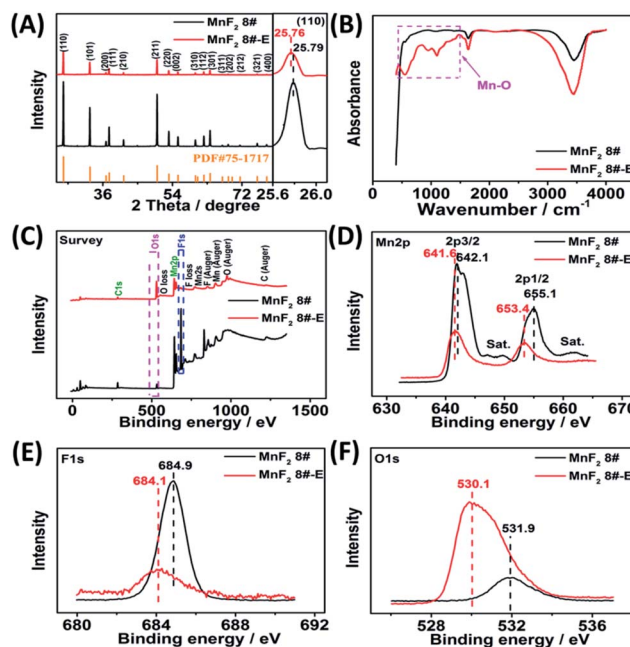 (A)
MnF2 8#
MnF2 8#-E
(110)
25.76
25.79
(110)
(101)
(200)
(111)
(210)
(211)
(220)
(002)
(310)
(112)
(301)
(311)
(202)
(212)
(321)
(400)
PDF#75-1717
Intensity
36 54 72 25.6 26.0
2 Theta / degree
(B)
Mn-O
MnF2 8#
MnF2 8#-E
Absorbance
0 1000 2000 3000 4000
Wavenumber / cm-1
(C)
Survey
C1s
O1s
O loss
Mn2p
F1s
F loss
Mn2s
F (Auger)
Mn (Auger)
O (Auger)
C (Auger)
MnF2 8#
MnF2 8#-E
Intensity
0 500 1000 1500
Binding energy / eV
(D)
Mn2p
MnF2 8#
MnF2 8#-E
2p3/2
641.6
642.1
2p1/2
655.1
653.4
Sat.
Sat.
Intensity
630 640 650 660 670
Binding energy / eV
(E)
F1s
MnF2 8#
MnF2 8#-E
684.9
684.1
Intensity
680 684 688 692
Binding energy / eV
(F)
O1s
MnF2 8#
MnF2 8#-E
530.1
531.9
Intensity
528 532 536
Binding energy / eV